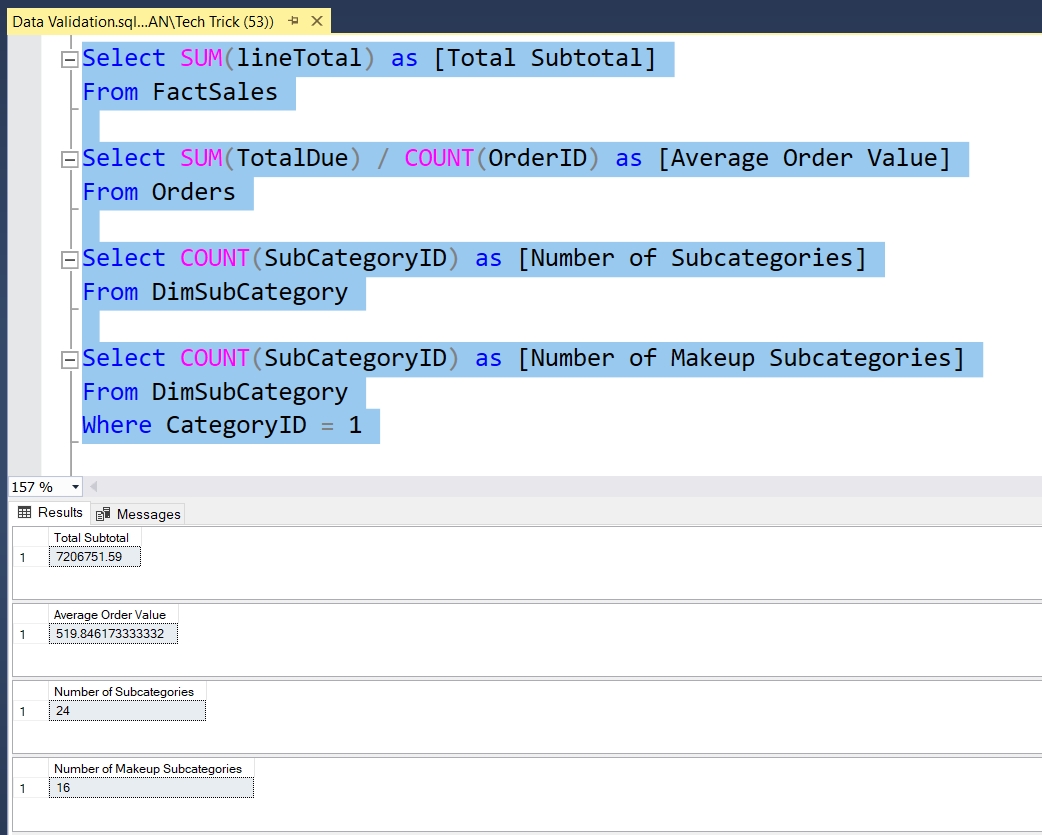 Data Validation.sql...AN\Tech Trick (53))
Select SUM(lineTotal) as [Total Subtotal]
From FactSales
Select SUM(TotalDue) / COUNT(OrderID) as [Average Order Value]
From Orders
Select COUNT(SubCategoryID) as [Number of Subcategories]
From DimSubCategory
Select COUNT(SubCategoryID) as [Number of Makeup Subcategories]
From DimSubCategory
Where CategoryID = 1
157 %
Results Messages
Total Subtotal
1 7206751.59
Average Order Value
1 519.846173333332
Number of Subcategories
1 24
Number of Makeup Subcategories
1 16